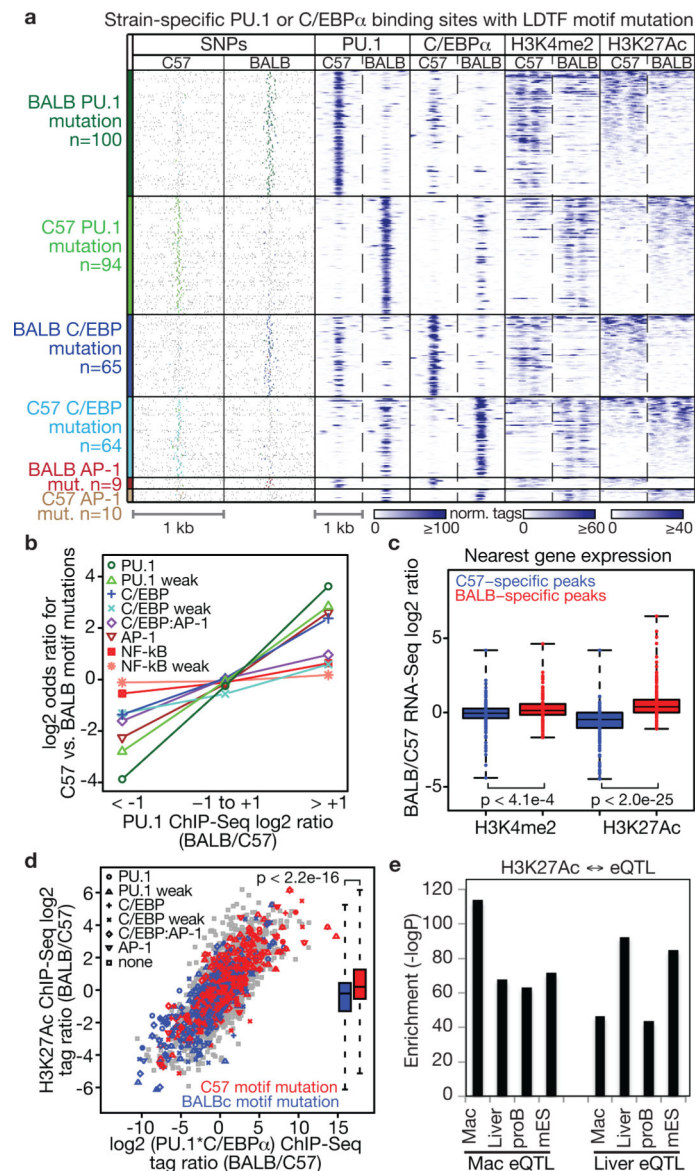 a
Strain-specific PU.1 or C/EBPα binding sites with LDTF motif mutation
SNPs PU.1 C/EBPα H3K4me2 H3K27Ac
C57 BALB C57 BALB C57 BALB C57 BALB C57 BALB
BALB PU.1
mutation
n=100
C57 PU.1
mutation
n=94
BALB C/EBP
mutation
n=65
C57 C/EBP
mutation
n=64
BALB AP-1
mut. n=9
C57 AP-1
mut. n=10
1 kb 1 kb 0 ≥100 norm. tags 0 ≥60 0 ≥40
b
log2 odds ratio for
C57 vs. BALB motif mutations
4
2
0
-2
-4
PU.1
PU.1 weak
C/EBP
C/EBP weak
C/EBP:AP-1
AP-1
NF-kB
NF-kB weak
< -1 −1 to +1 > +1
PU.1 ChIP-Seq log2 ratio
(BALB/C57)
c
Nearest gene expression
C57−specific peaks
BALB-specific peaks
BALB/C57 RNA-Seq log2 ratio
5
0
-5
p < 4.1e-4 p < 2.0e-25
H3K4me2 H3K27Ac
d
H3K27Ac ChIP-Seq log2
tag ratio (BALB/C57)
6
4
2
0
-2
-4
-6
PU.1
PU.1 weak
C/EBP
C/EBP weak
C/EBP:AP-1
AP-1
none
p < 2.2e-16
C57 motif mutation
BALBc motif mutation
-10 -5 0 5 10 15
log2 (PU.1*C/EBPα) ChIP-Seq
tag ratio (BALB/C57)
e
H3K27Ac ↔ eQTL
Enrichment (-logP)
120
100
80
60
40
20
0
Mac Liver proB mES Mac Liver proB mES
Mac eQTL Liver eQTL